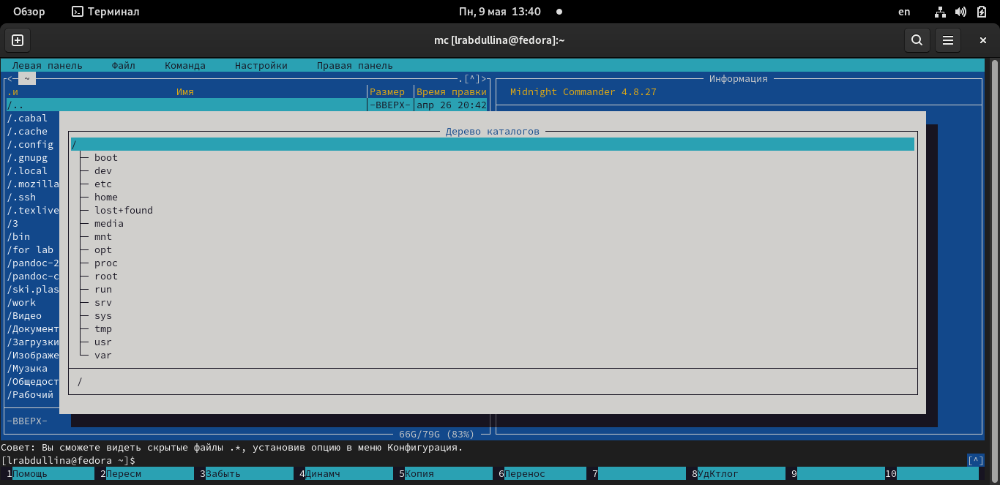 Обзор Терминал Пн, 9 мая 13:40 en
mc [lrabdullina@fedora]:~
Левая панель Файл Команда Настройки Правая панель
<─ ~ .[^]> Информация
.и Имя Размер Время правки Midnight Commander 4.8.27
/.. -ВВЕРХ- апр 26 20:42
/.cabal
/.cache Дерево каталогов
/.config /
/.gnupg boot
/.local dev
/.mozilla etc
/.ssh home
/.texlive lost+found
/3 media
/bin mnt
/for lab opt
/pandoc-2 proc
/pandoc-c root
/ski.plas run
/work srv
/Видео sys
/Документ tmp
/Загрузки usr
/Изображе var
/Музыка
/Общедост /
/Рабочий
-ВВЕРХ-
66G/79G (83%)
Совет: Вы сможете видеть скрытые файлы .*, установив опцию в меню Конфигурация.
[lrabdullina@fedora ~]$ [^]
1Помощь 2Пересм 3Забыть 4Динамч 5Копия 6Перенос 7 8УдКтлог 9 10